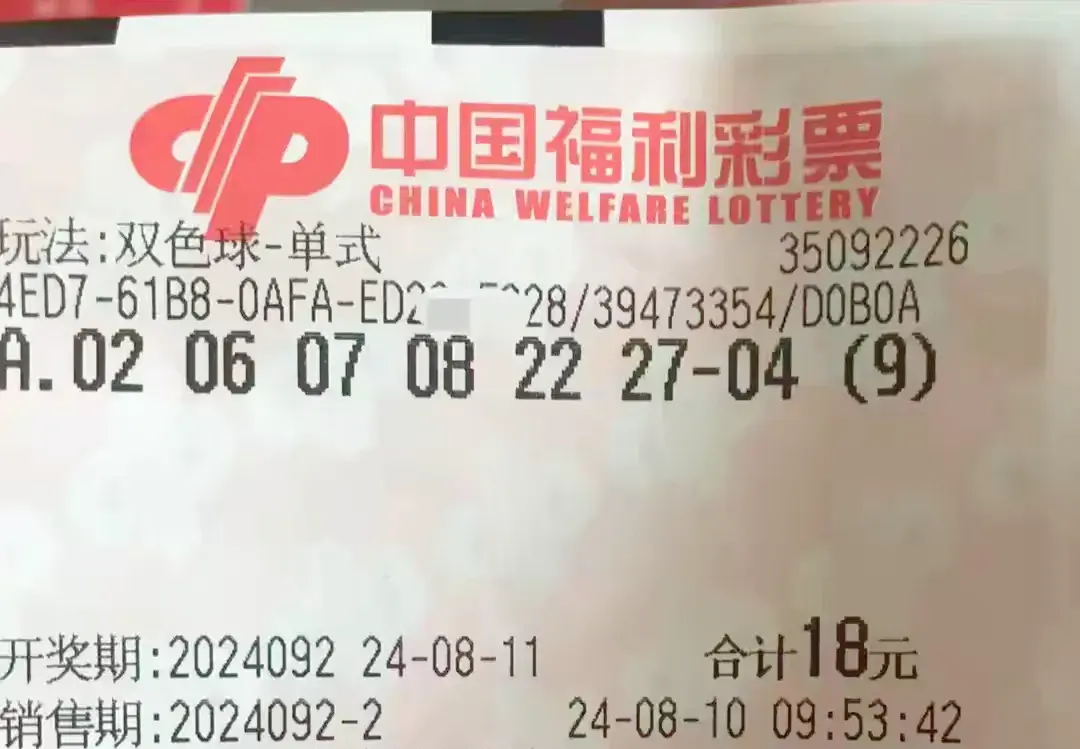 中国福利彩票
CHINA WELFARE LOTTERY
玩法:双色球-单式 35092226
4ED7-61B8-0AFA-ED2 28/39473354/D0B0A
A.02 06 07 08 22 27-04 (9)
开奖期:2024092 24-08-11 合计18元
销售期:2024092-2 24-08-10 09:53:42